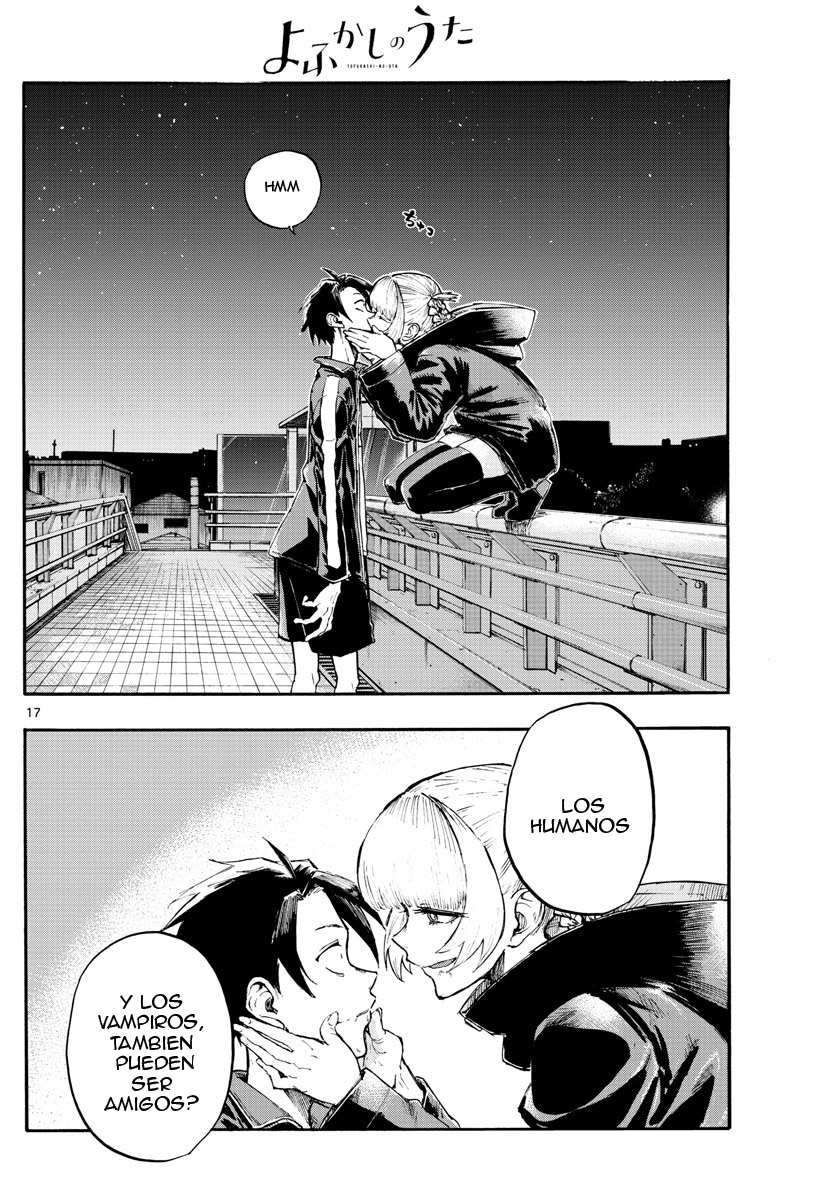 よふかしのうた
YOFUKASHI-NO-UTA
HMM
ちゅっ
17
LOS
HUMANOS
Y LOS
VAMPIROS,
TAMBIEN
PUEDEN
SER
AMIGOS?